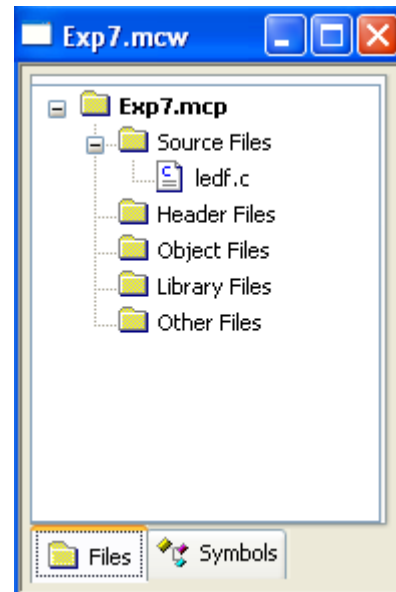 Exp7.mcw
Exp7.mcp
Source Files
ledf.c
Header Files
Object Files
Library Files
Other Files
Files Symbols